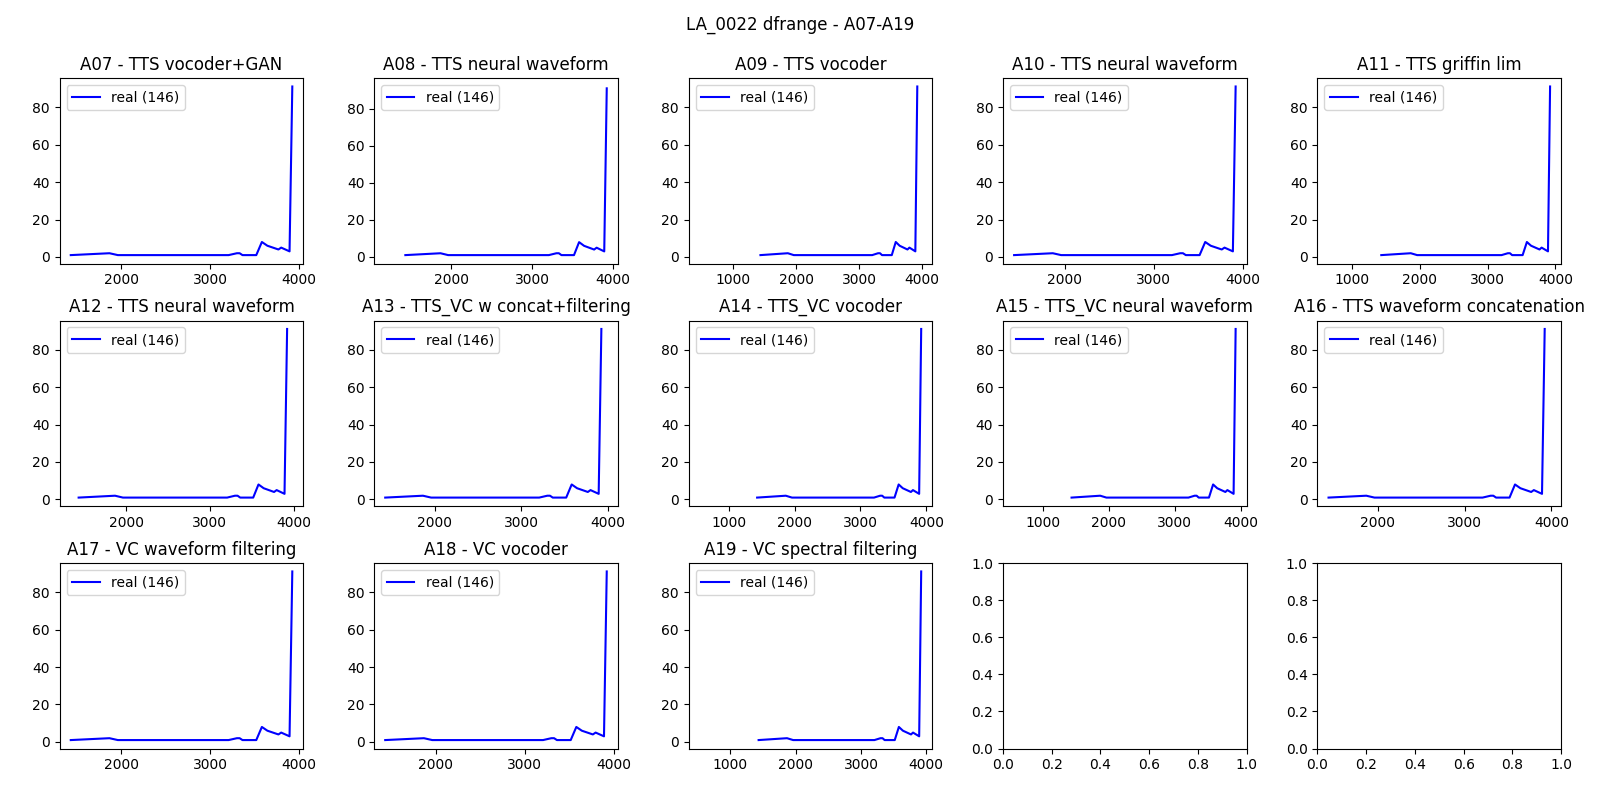 LA_0022 dfrange - A07-A19
A07 - TTS vocoder+GAN
real (146)
80
60
40
20
0
2000 3000 4000
A08 - TTS neural waveform
real (146)
80
60
40
20
0
2000 3000 4000
A09 - TTS vocoder
real (146)
80
60
40
20
0
1000 2000 3000 4000
A10 - TTS neural waveform
real (146)
80
60
40
20
0
2000 3000 4000
A11 - TTS griffin lim
real (146)
80
60
40
20
0
1000 2000 3000 4000
A12 - TTS neural waveform
real (146)
80
60
40
20
0
2000 3000 4000
A13 - TTS_VC w concat+filtering
real (146)
80
60
40
20
0
2000 3000 4000
A14 - TTS_VC vocoder
real (146)
80
60
40
20
0
1000 2000 3000 4000
A15 - TTS_VC neural waveform
real (146)
80
60
40
20
0
1000 2000 3000 4000
A16 - TTS waveform concatenation
real (146)
80
60
40
20
0
2000 3000 4000
A17 - VC waveform filtering
real (146)
80
60
40
20
0
2000 3000 4000
A18 - VC vocoder
real (146)
80
60
40
20
0
2000 3000 4000
A19 - VC spectral filtering
real (146)
80
60
40
20
0
1000 2000 3000 4000
1.0
0.8
0.6
0.4
0.2
0.0
0.0 0.2 0.4 0.6 0.8 1.0
1.0
0.8
0.6
0.4
0.2
0.0
0.0 0.2 0.4 0.6 0.8 1.0